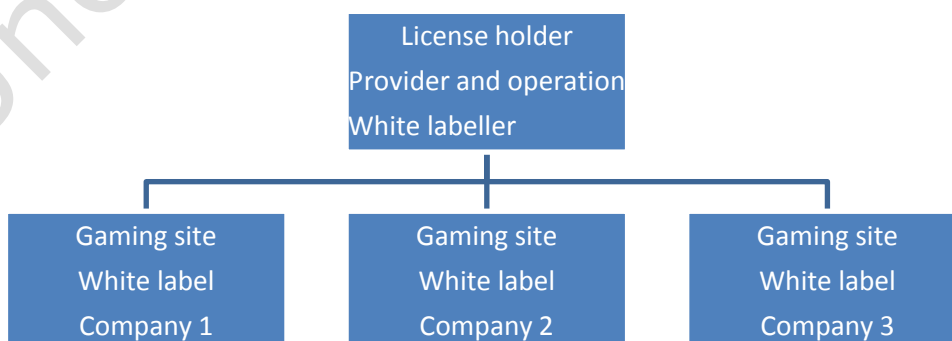 License holder
Provider and operation
White labeller
Gaming site
White label
Company 1
Gaming site
White label
Company 2
Gaming site
White label
Company 3